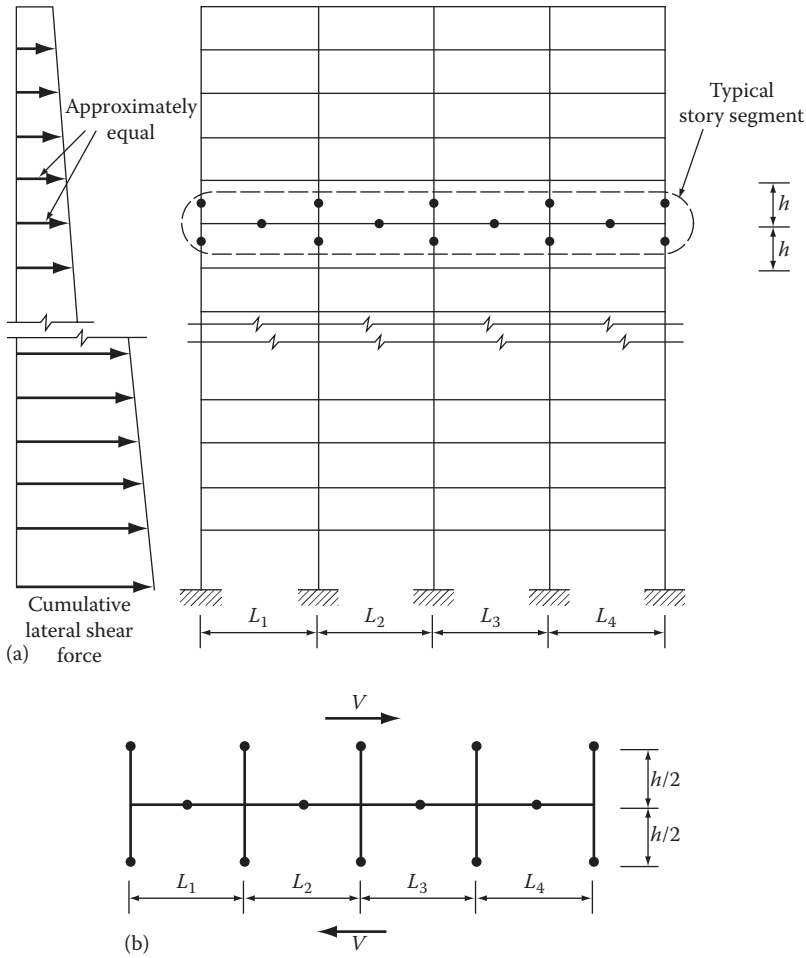 Approximately
equal
Typical
story segment
h
h
Cumulative
lateral shear
force
(a)
L1
L2
L3
L4
V
h/2
h/2
L1
L2
L3
L4
V
(b)